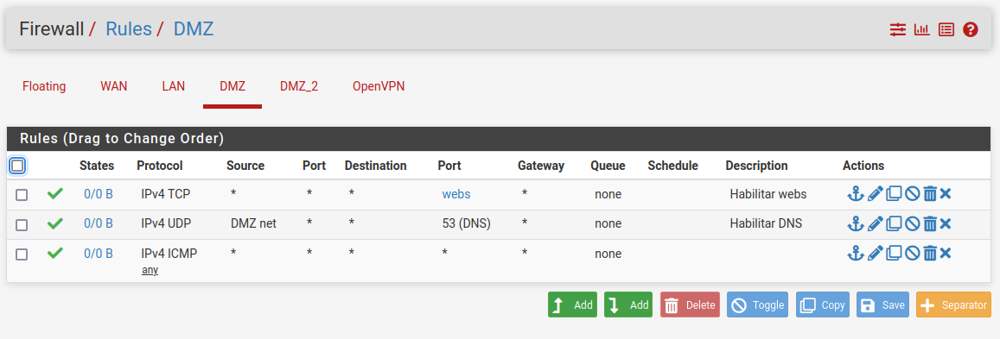 Firewall / Rules / DMZ
Floating WAN LAN DMZ DMZ_2 OpenVPN
Rules (Drag to Change Order)
States Protocol Source Port Destination Port Gateway Queue Schedule Description Actions
0/0 B IPv4 TCP * * * webs * none Habilitar webs
0/0 B IPv4 UDP DMZ net * * 53 (DNS) * none Habilitar DNS
0/0 B IPv4 ICMP * * * * * none
any
Add Add Delete Toggle Copy Save Separator